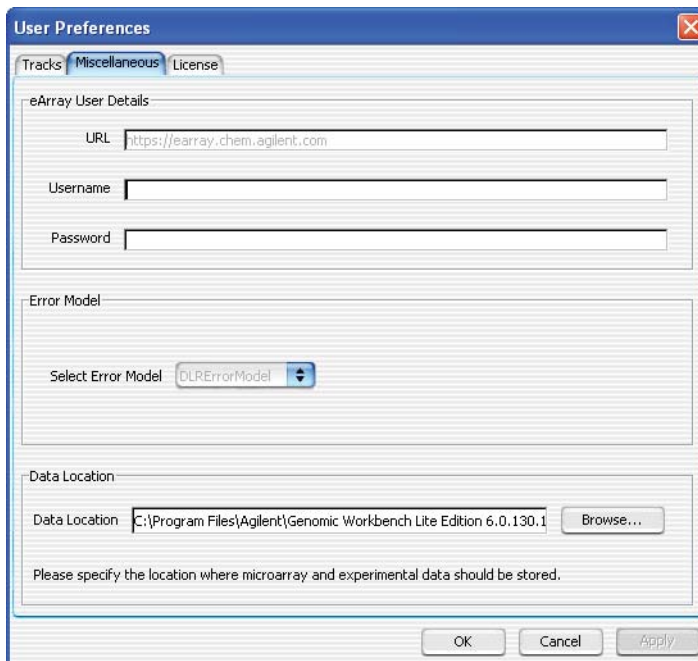 User Preferences
Tracks Miscellaneous License
eArray User Details
URL https://earray.chem.agilent.com
Username
Password
Error Model
Select Error Model DLRErrorModel
Data Location
Data Location C:\Program Files\Agilent\Genomic Workbench Lite Edition 6.0.130.1 Browse...
Please specify the location where microarray and experimental data should be stored.
OK Cancel Apply